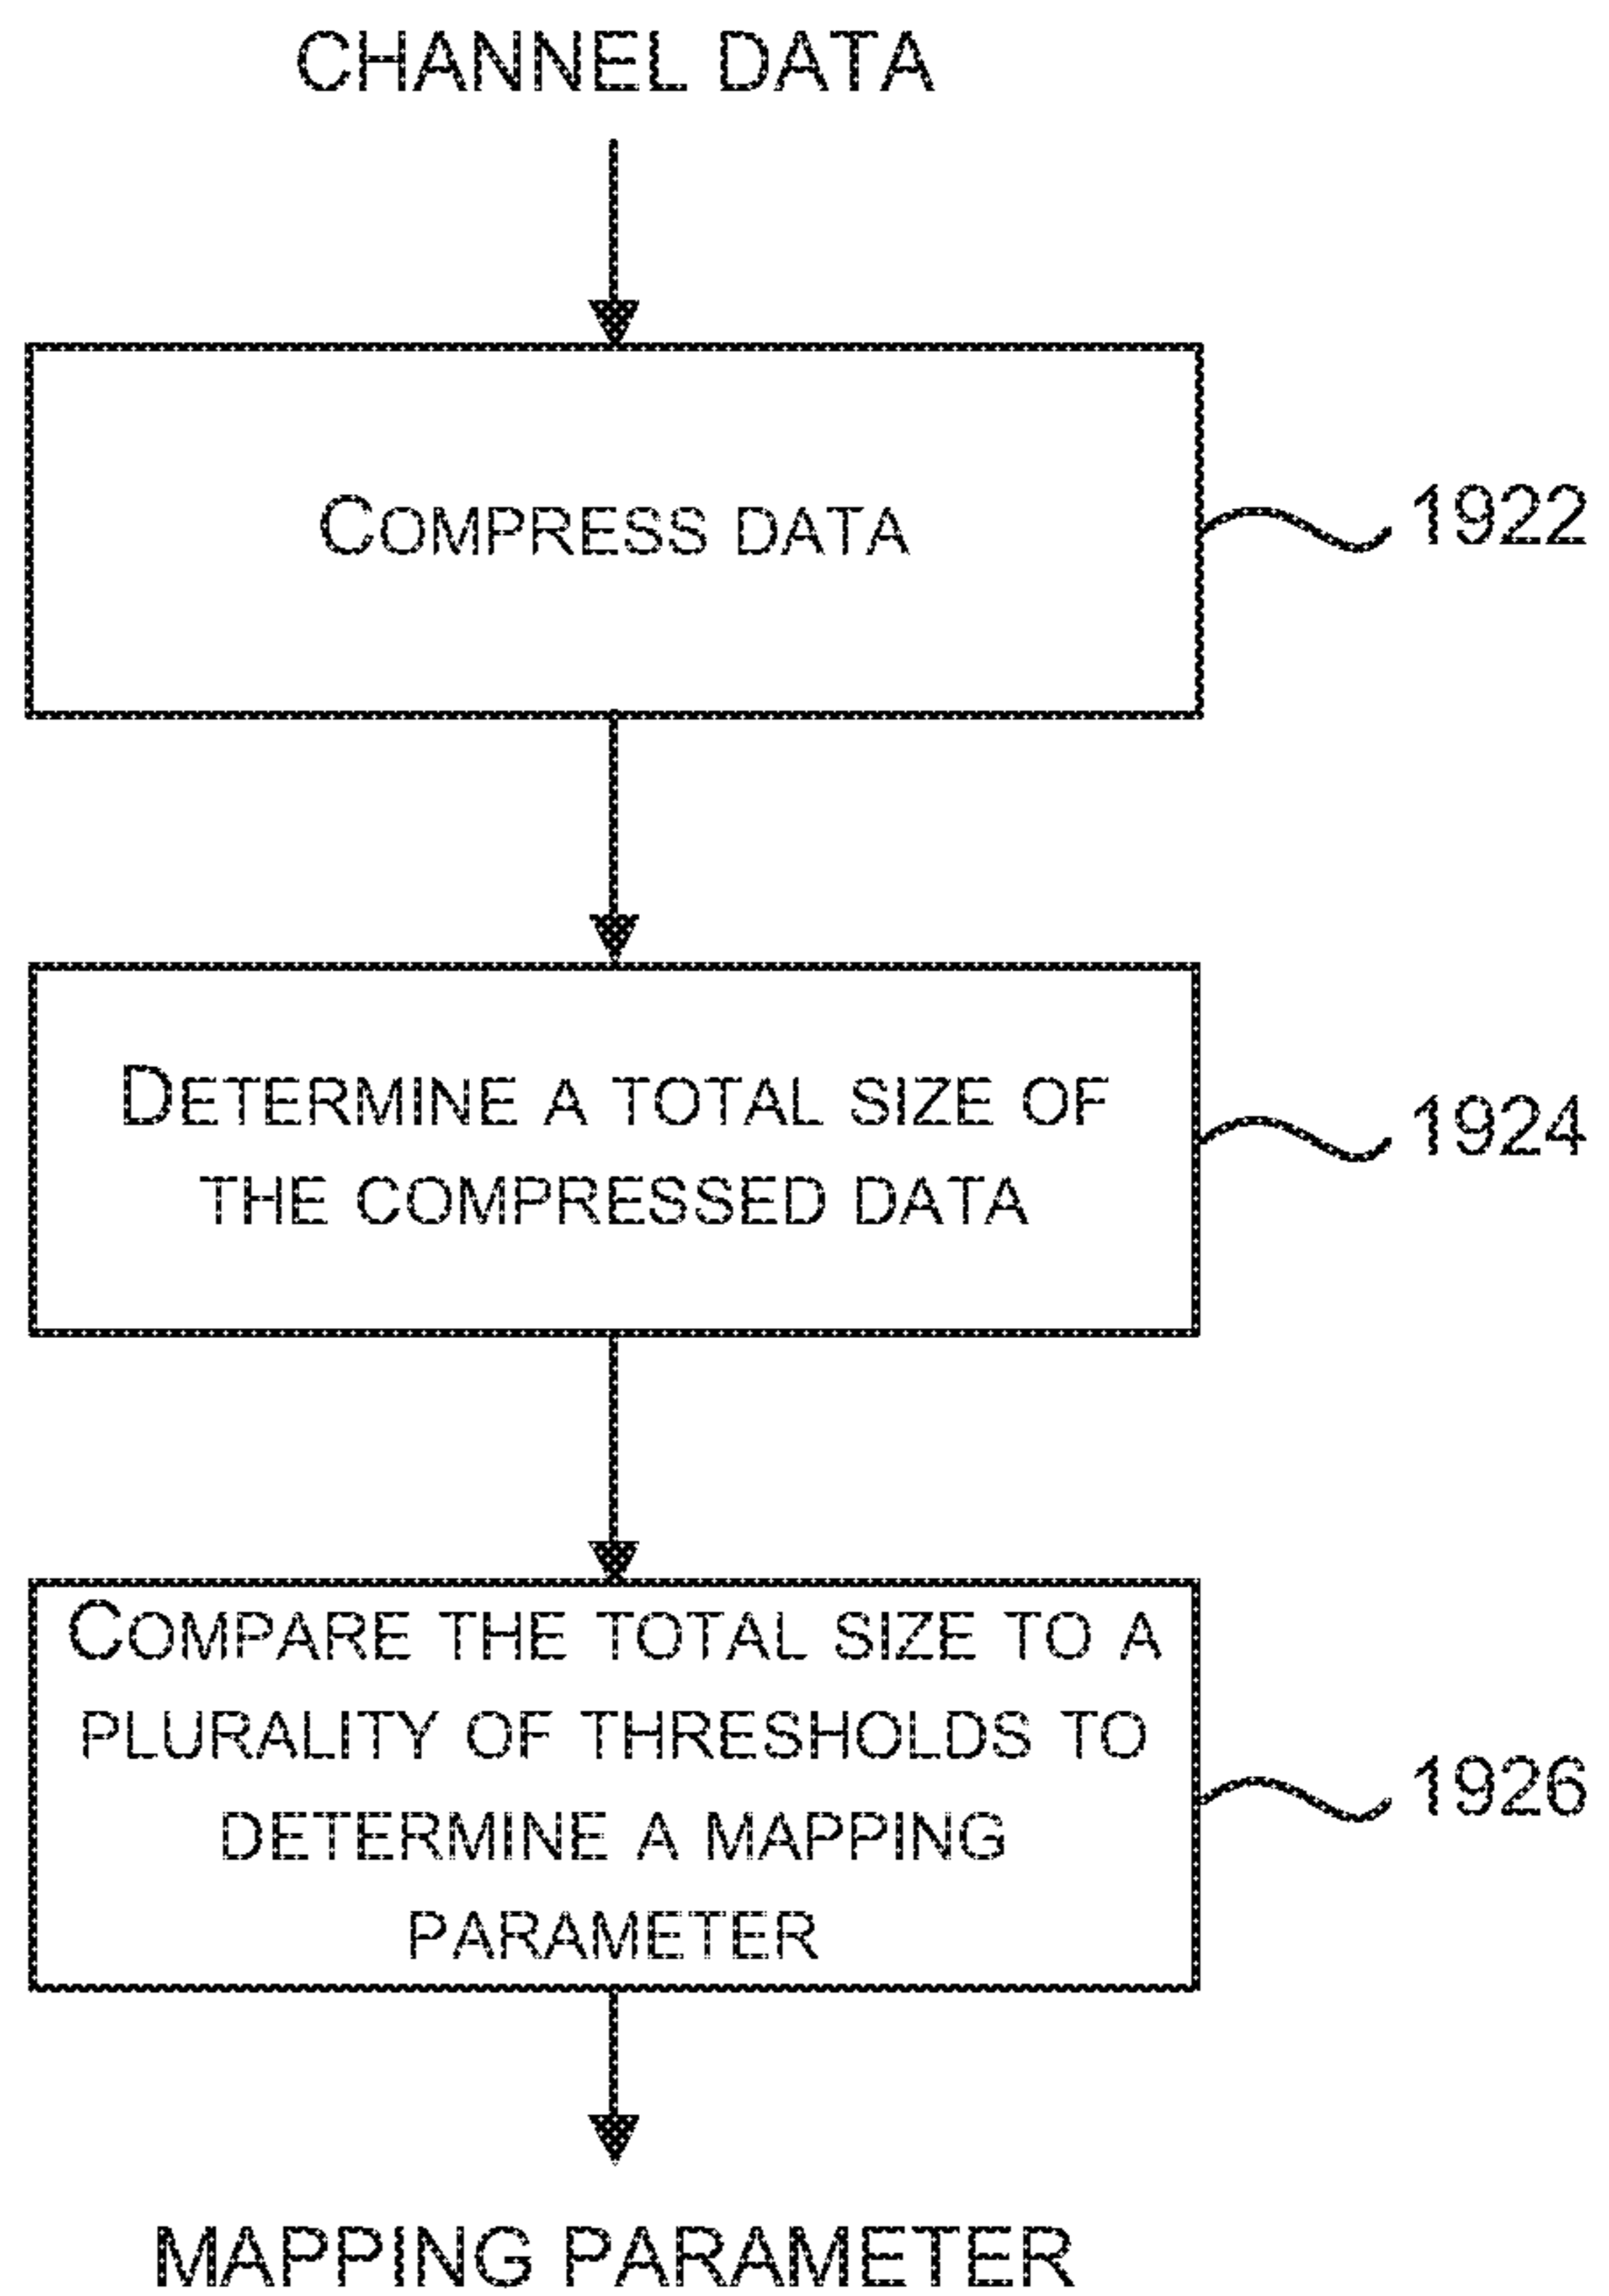 CHANNEL DATA
COMPRESS DATA
1922
DETERMINE A TOTAL SIZE OF
THE COMPRESSED DATA
1924
COMPARE THE TOTAL SIZE TO A
PLURALITY OF THRESHOLDS TO
DETERMINE A MAPPING
PARAMETER
1926
MAPPING PARAMETER